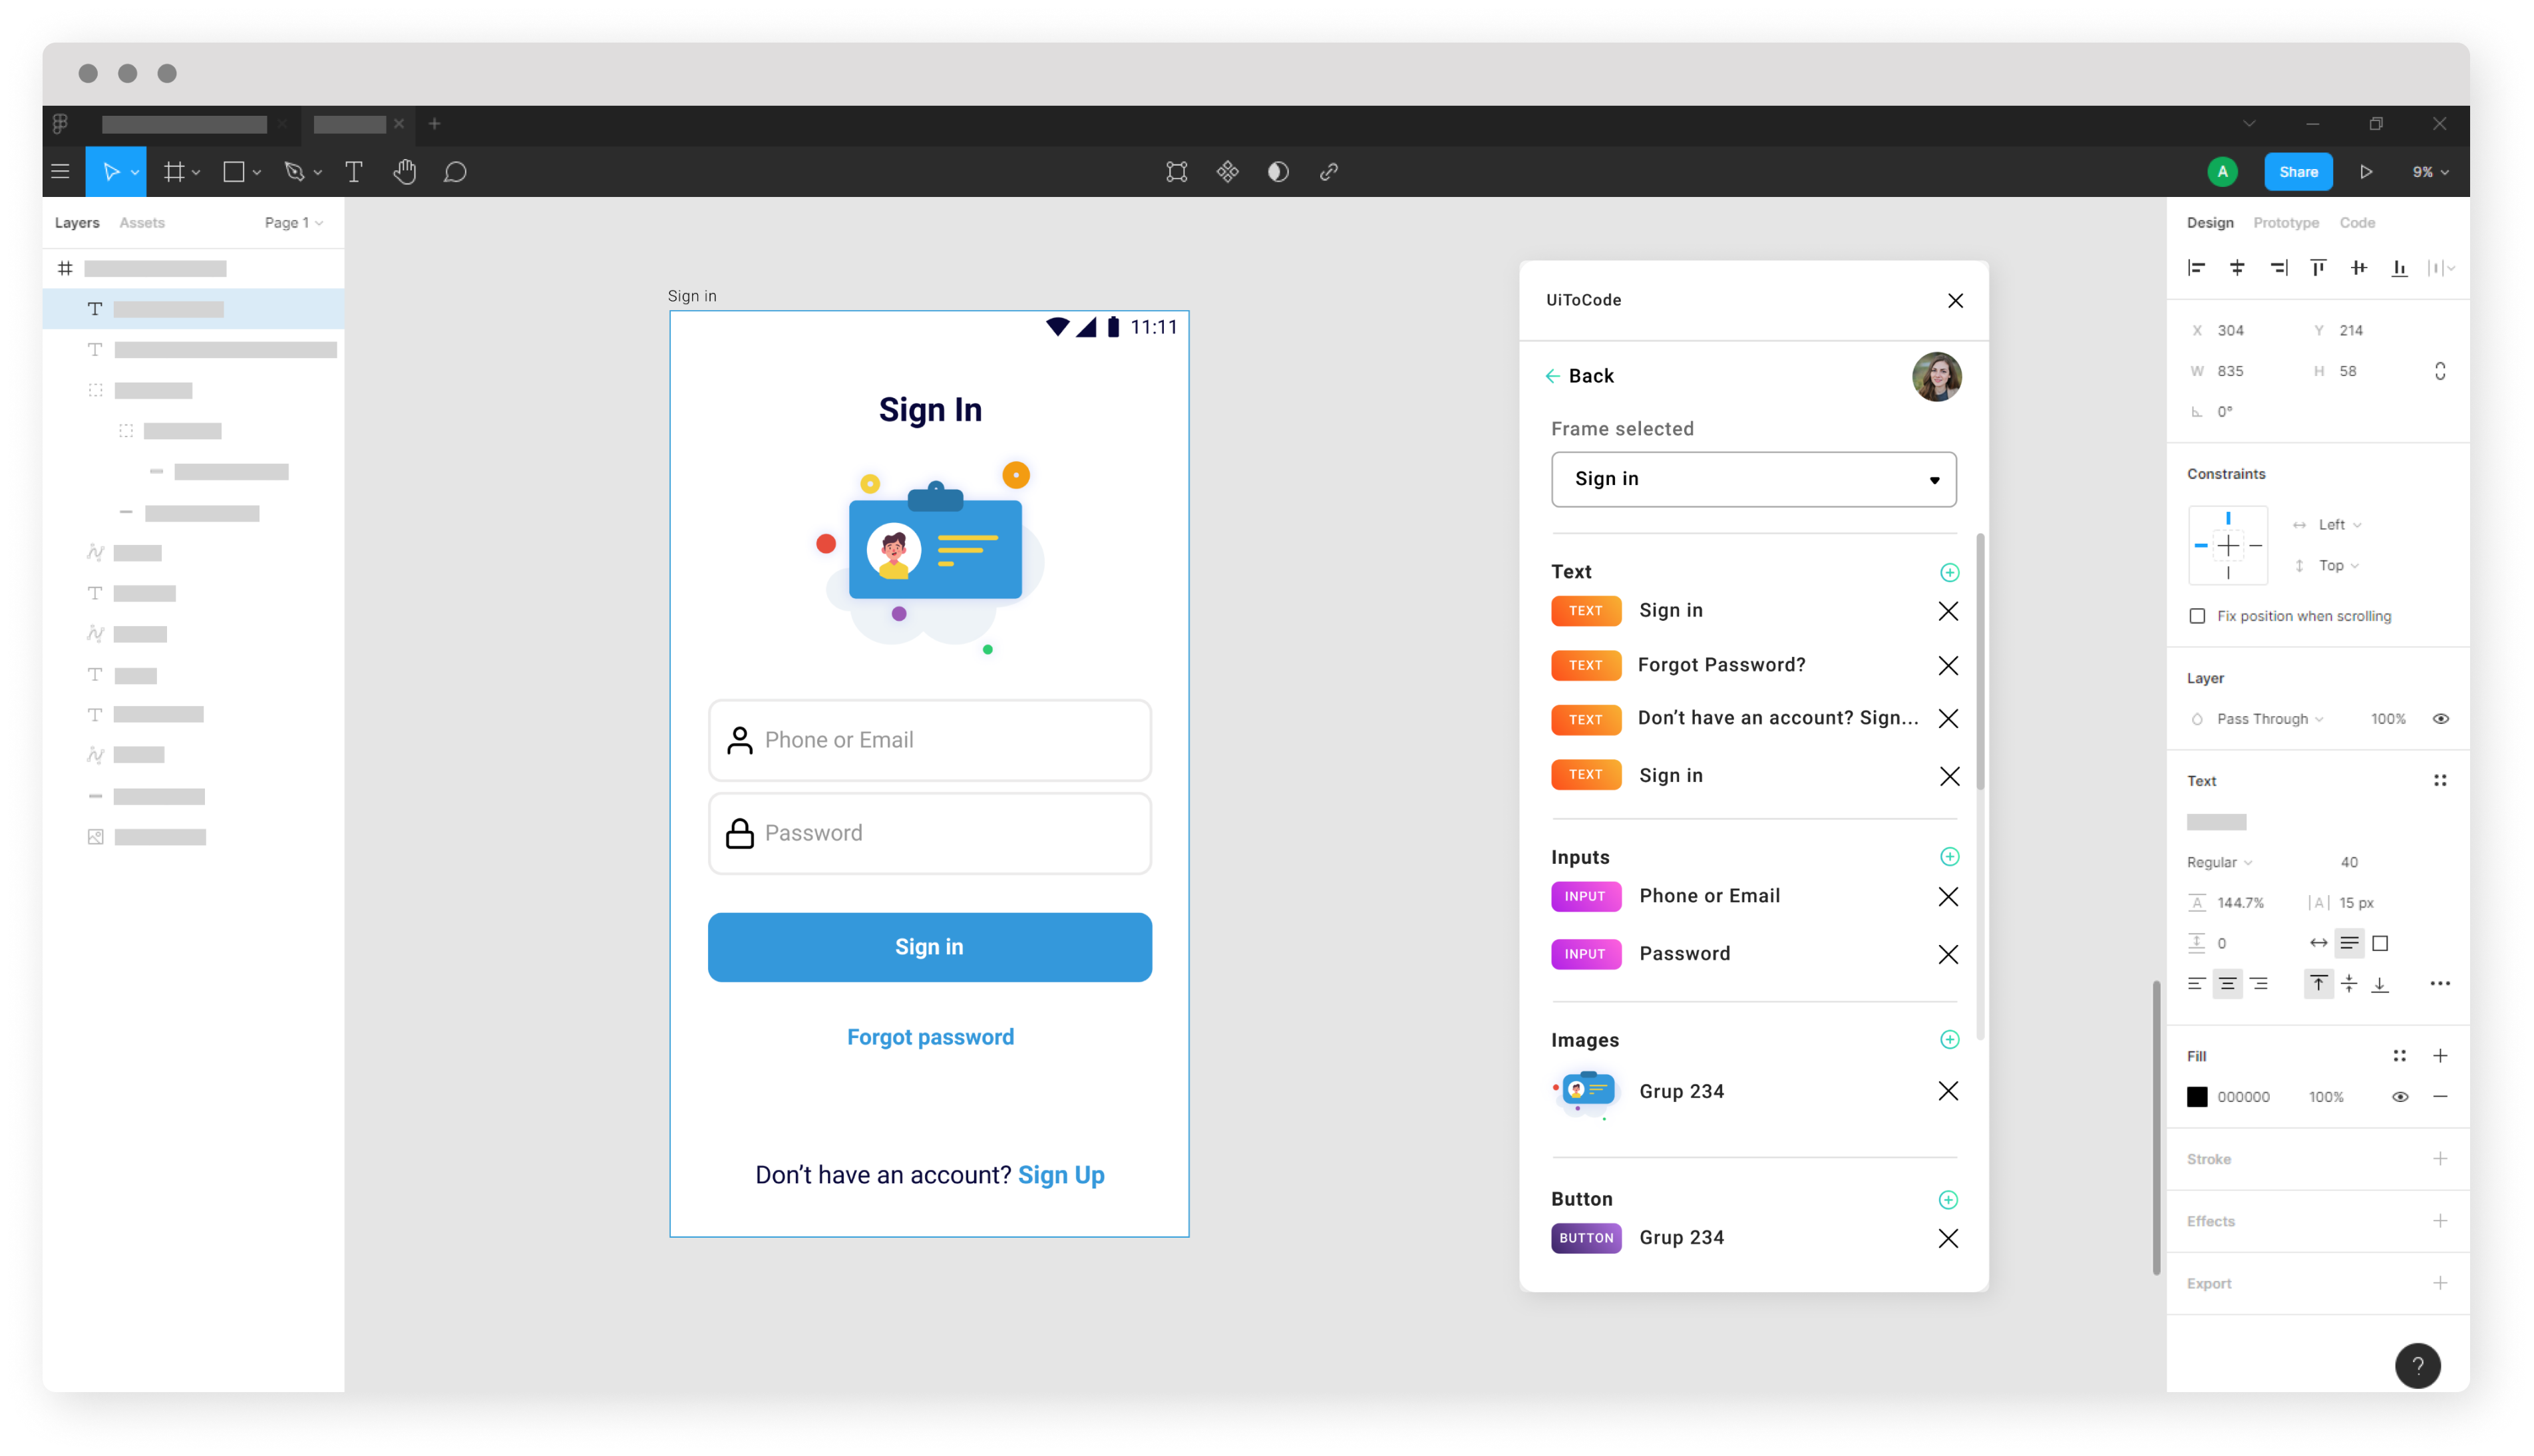 A
Share
9%
Layers
Assets
Page 1
Sign in
11:11
Sign In
Phone or Email
Password
Sign in
Forgot password
Don’t have an account? Sign Up
UiToCode
Back
Frame selected
Sign in
Text
TEXT Sign in
TEXT Forgot Password?
TEXT Don’t have an account? Sign...
TEXT Sign in
Inputs
INPUT Phone or Email
INPUT Password
Images
Grup 234
Button
BUTTON Grup 234
Design Prototype Code
X 304 Y 214
W 835 H 58
0°
Constraints
Left
Top
Fix position when scrolling
Layer
Pass Through 100%
Text
Regular 40
A 144.7% |A| 15 px
0
Fill
000000 100%
Stroke
Effects
Export
?